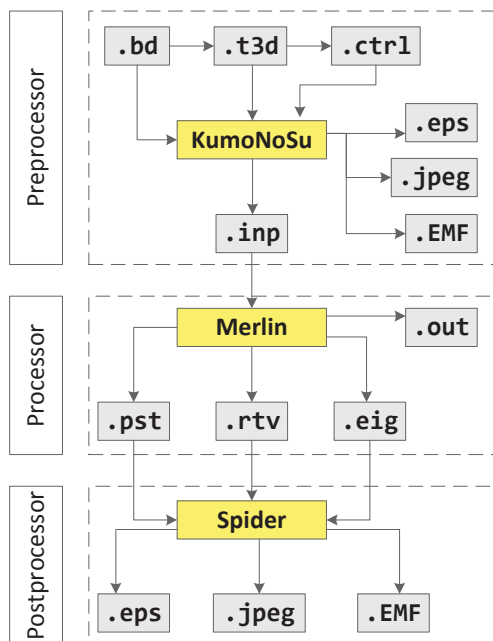 Preprocessor
.bd
.t3d
.ctrl
KumoNoSu
.eps
.jpeg
.EMF
.inp
Processor
Merlin
.out
.pst
.rtv
.eig
Postprocessor
Spider
.eps
.jpeg
.EMF